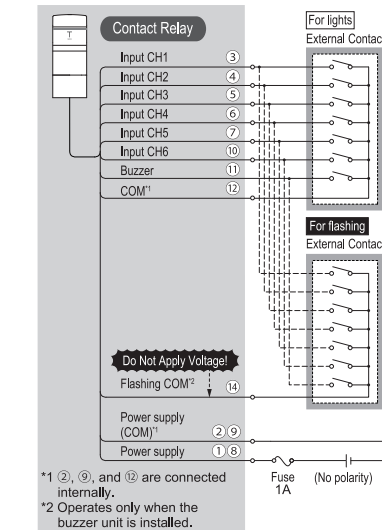 Contact Relay
Input CH1 ③
Input CH2 ④
Input CH3 ⑤
Input CH4 ⑥
Input CH5 ⑦
Input CH6 ⑩
Buzzer ⑪
COM*1 ⑫
For lights
External Contac
For flashing
External Contac
Do Not Apply Voltage!
Flashing COM*2 ⑭
Power supply
(COM)*1 ②⑨
Power supply ①⑧
Fuse
1A
(No polarity)
*1 ②, ⑨, and ⑫ are connected
internally.
*2 Operates only when the
buzzer unit is installed.